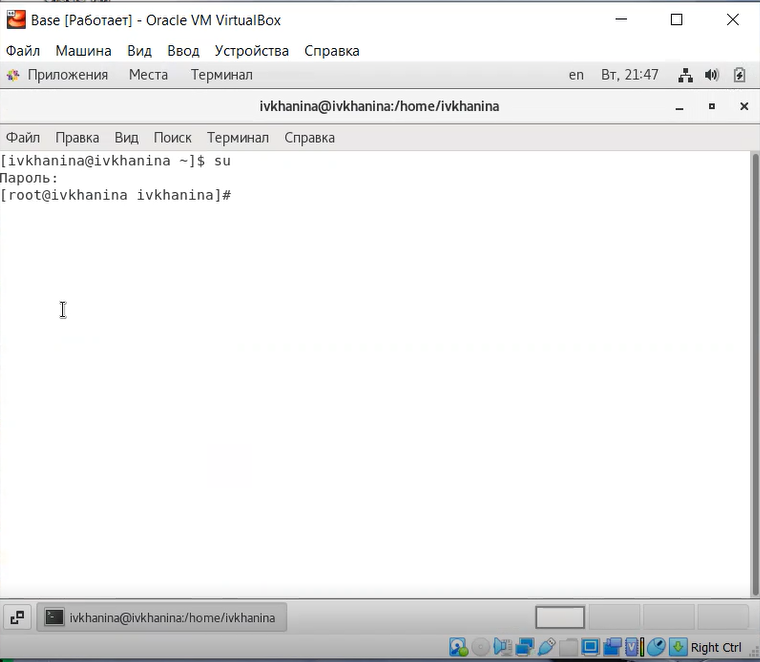 Base [Работает] - Oracle VM VirtualBox
Файл Машина Вид Ввод Устройства Справка
Приложения Места Терминал en Вт, 21:47
ivkhanina@ivkhanina:/home/ivkhanina
Файл Правка Вид Поиск Терминал Справка
[ivkhanina@ivkhanina ~]$ su
Пароль:
[root@ivkhanina ivkhanina]#
ivkhanina@ivkhanina:/home/ivkhanina
Right Ctrl